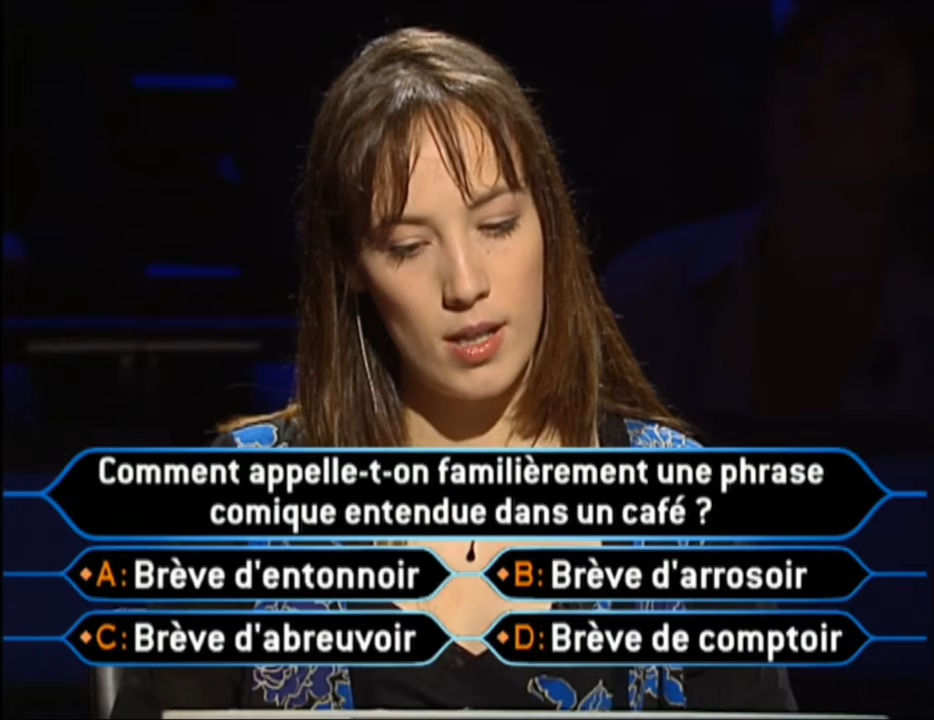 Comment appelle-t-on familièrement une phrase
comique entendue dans un café ?
A: Brève d'entonnoir
B: Brève d'arrosoir
C: Brève d'abreuvoir
D: Brève de comptoir